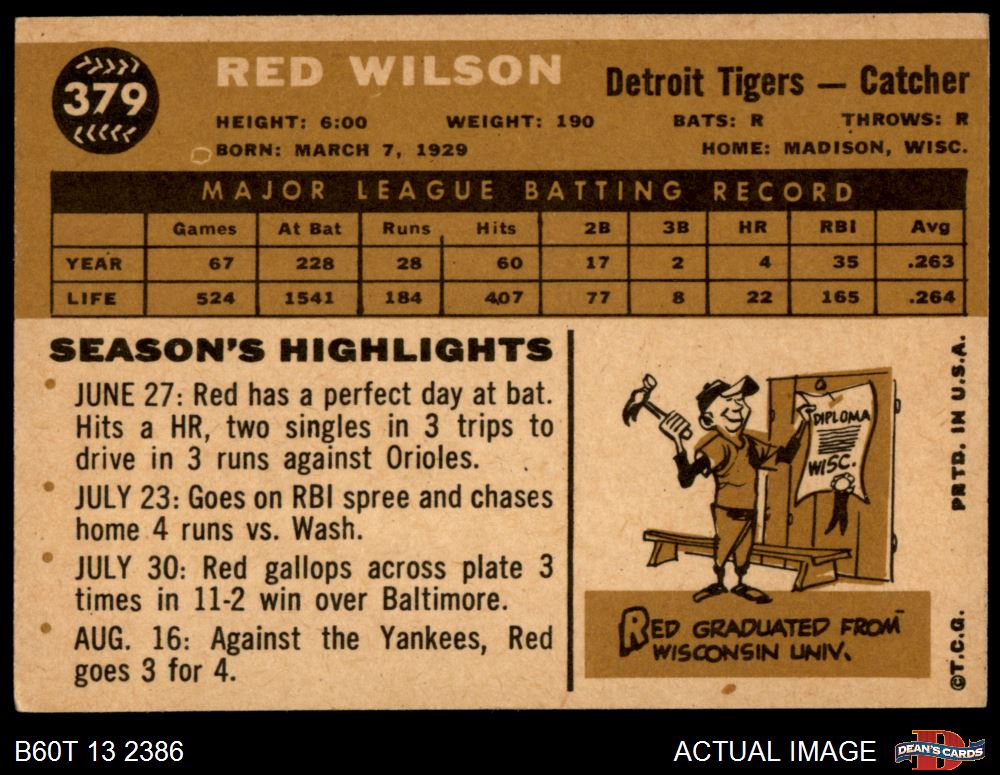 379
RED WILSON
Detroit Tigers — Catcher
HEIGHT: 6:00 WEIGHT: 190 BATS: R THROWS: R
BORN: MARCH 7, 1929 HOME: MADISON, WISC.
MAJOR LEAGUE BATTING RECORD
Games At Bat Runs Hits 2B 3B HR RBI Avg
YEAR 67 228 28 60 17 2 4 35 .263
LIFE 524 1541 184 407 77 8 22 165 .264
SEASON'S HIGHLIGHTS
JUNE 27: Red has a perfect day at bat.
Hits a HR, two singles in 3 trips to
drive in 3 runs against Orioles.
JULY 23: Goes on RBI spree and chases
home 4 runs vs. Wash.
JULY 30: Red gallops across plate 3
times in 11-2 win over Baltimore.
AUG. 16: Against the Yankees, Red
goes 3 for 4.
DIPLOMA
WISC.
RED GRADUATED FROM
WISCONSIN UNIV.
©T.C.G. PRTD. IN U.S.A.
B60T 13 2386
ACTUAL IMAGE
D
DEAN'S CARDS